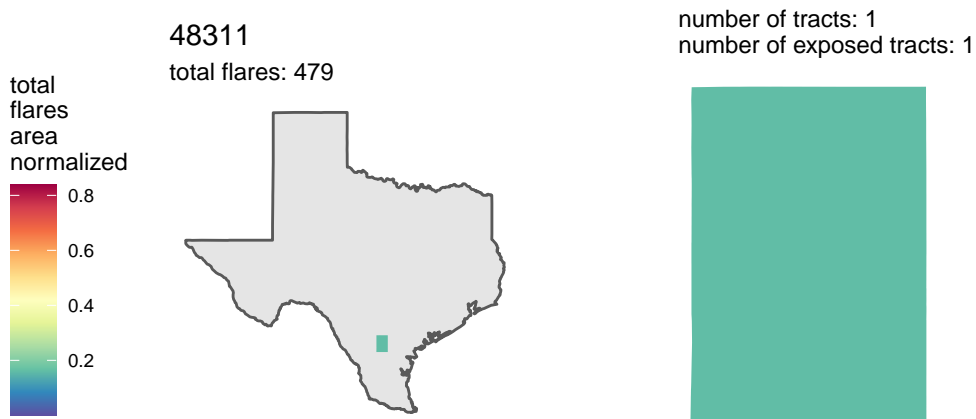 48311
total flares: 479
number of tracts: 1
number of exposed tracts: 1
total
flares
area
normalized
0.8
0.6
0.4
0.2